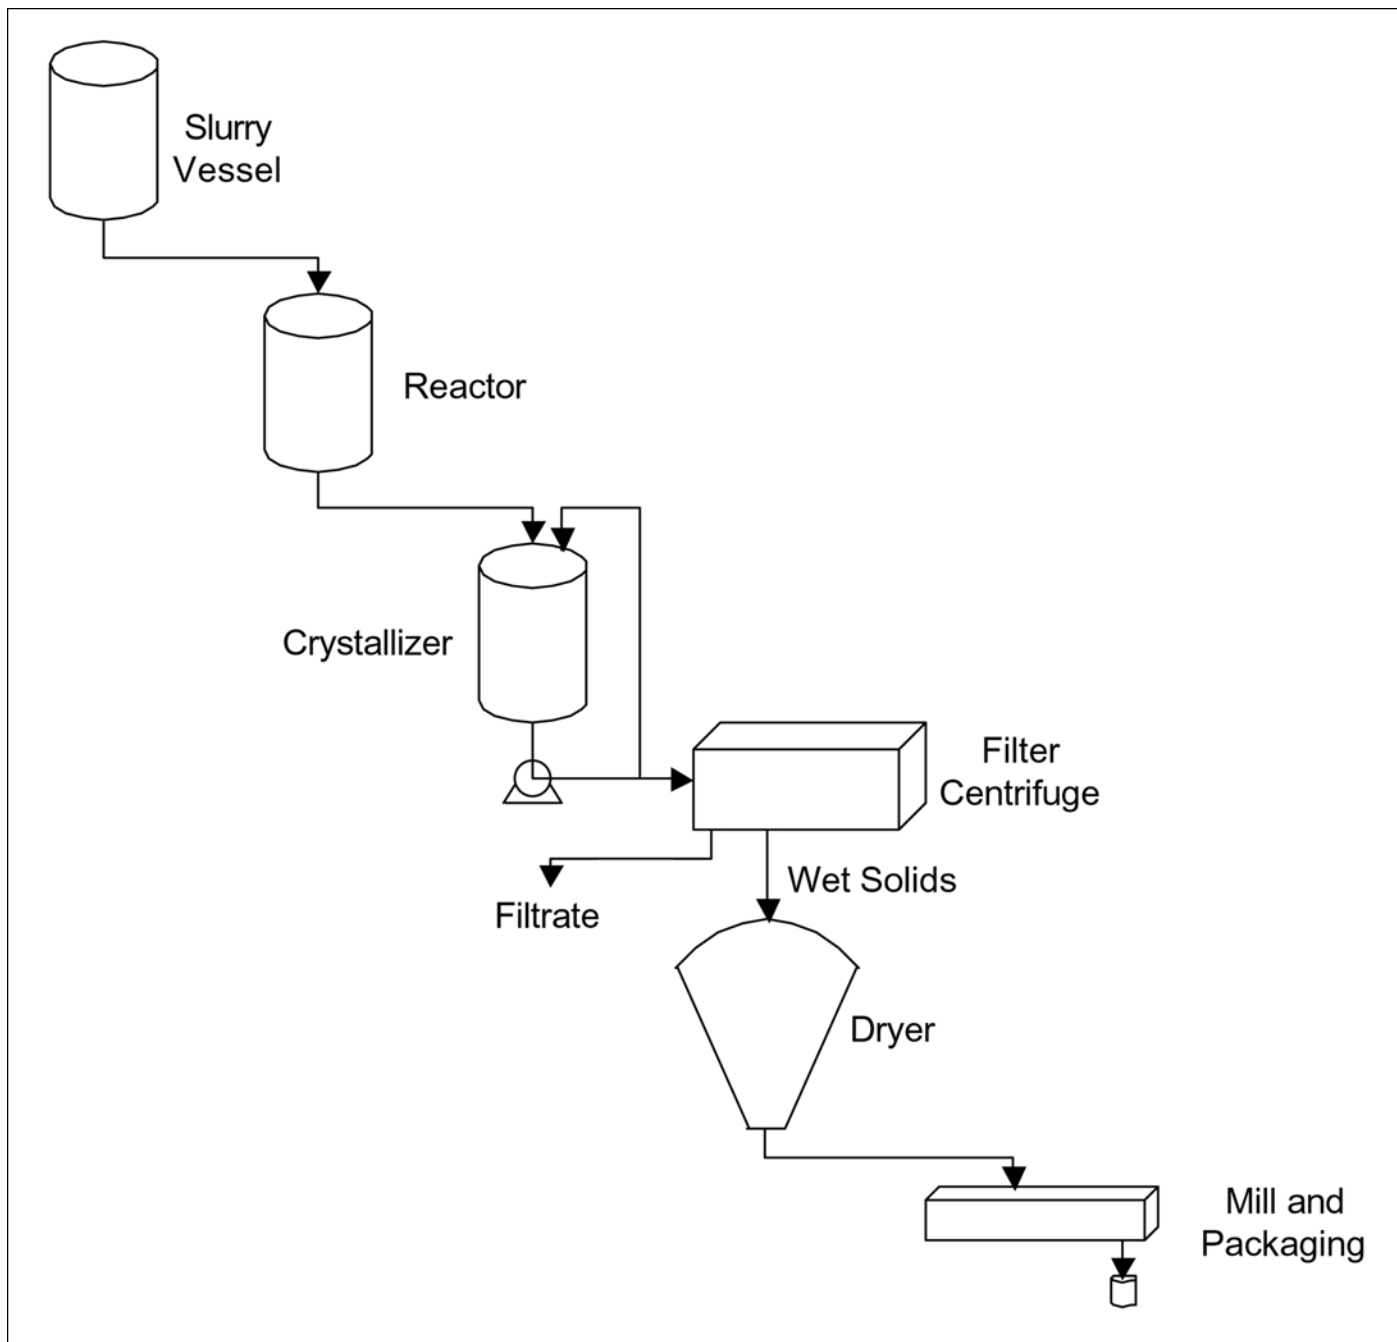 Slurry
Vessel
Reactor
Crystallizer
Filter
Centrifuge
Wet Solids
Filtrate
Dryer
Mill and
Packaging